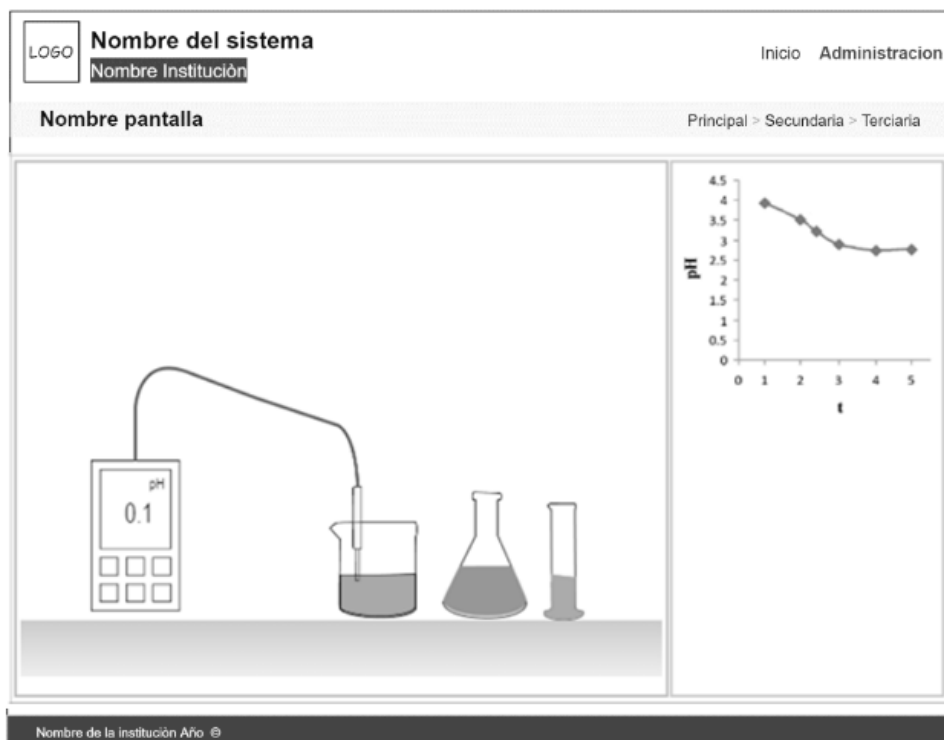 LOGO
Nombre del sistema
Nombre Instituciòn
Inicio Administracion
Nombre pantalla
Principal > Secundaria > Terciaria
pH
0.1
4.5
4
3.5
3
2.5
2
1.5
1
0.5
0
pH
0 1 2 3 4 5
t
Nombre de la instituciòn Año ©